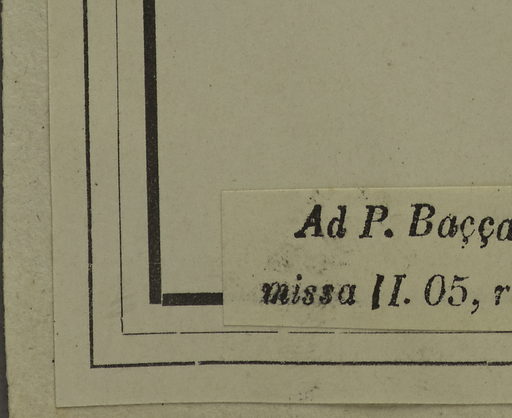 Ad P. Baçça
missa II. 05, r